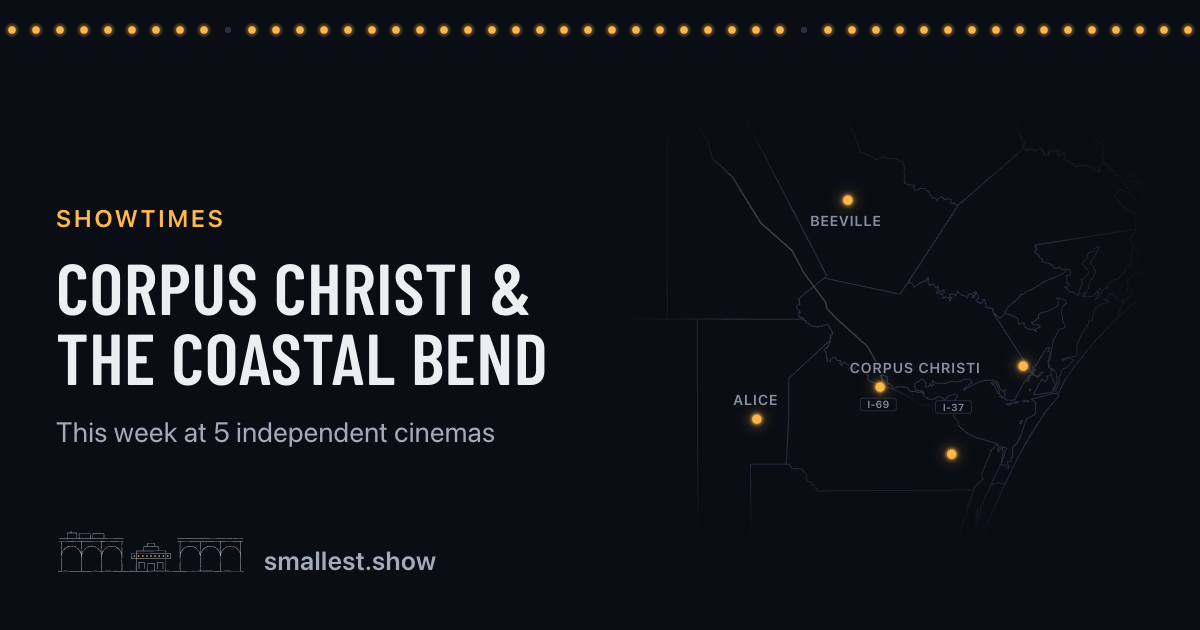 SHOWTIMES
CORPUS CHRISTI &
THE COASTAL BEND
This week at 5 independent cinemas
smallest.show
BEEVILLE
CORPUS CHRISTI
ALICE
I-69
I-37